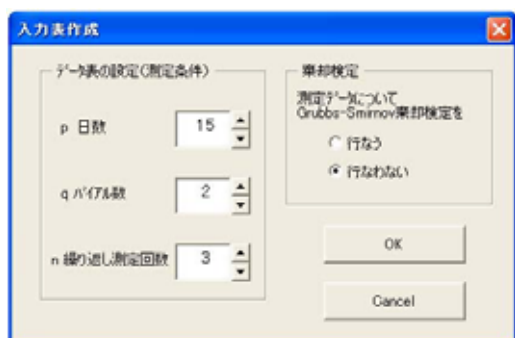 入力表作成
データ表の設定(測定条件)
p 日数
15
q バイアル数
2
n 繰り返し測定回数
3
棄却検定
測定データについて
Grubbs-Smirnov棄却検定を
行なう
行なわない
OK
Cancel